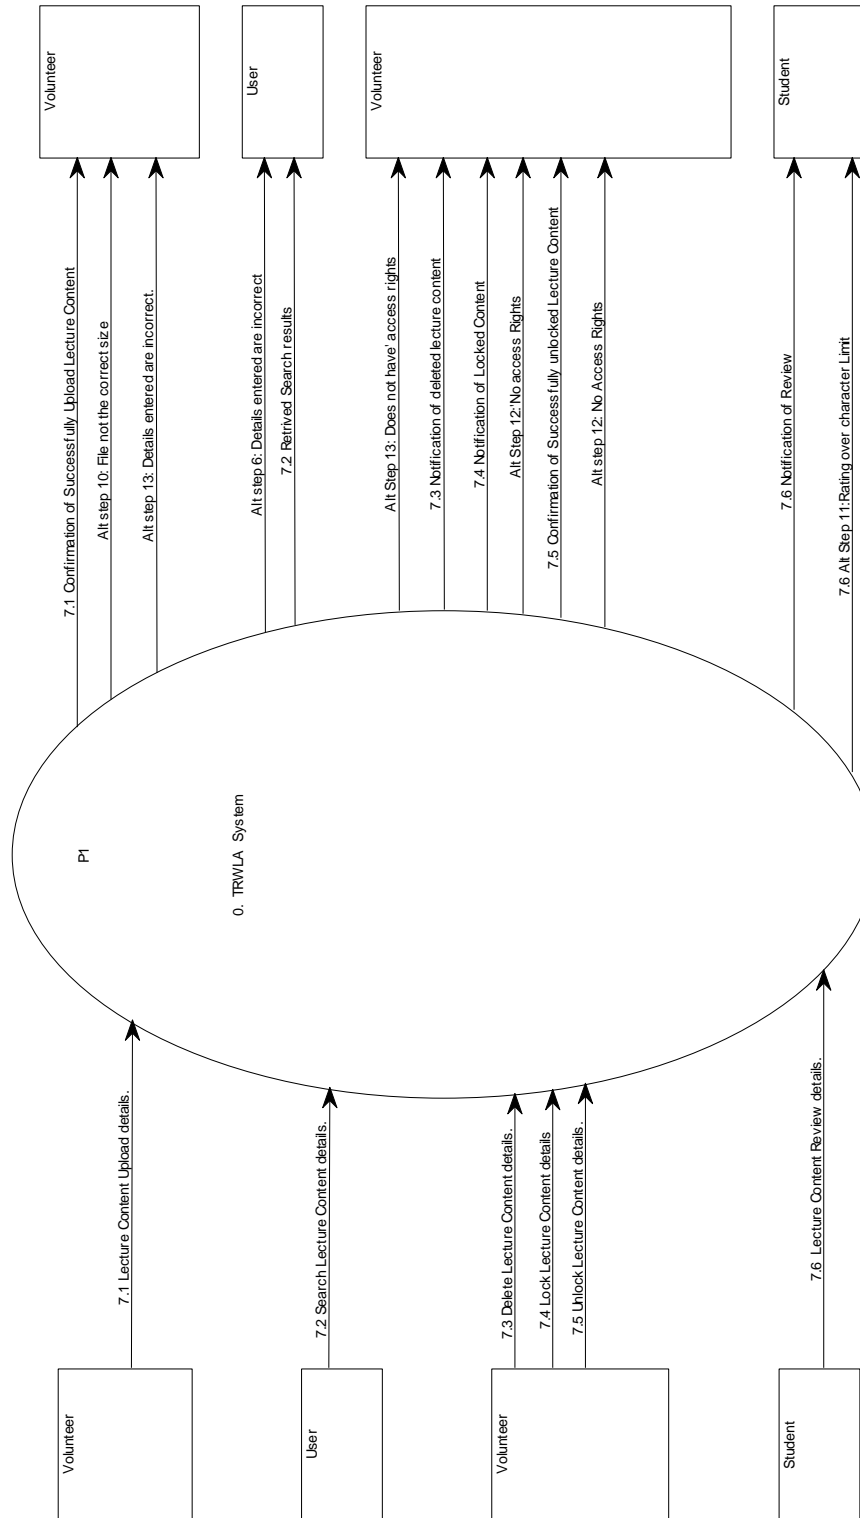 Volunteer
User
Volunteer
Student
7.1 Confirmation of Successfully Upload Lecture Content
Alt step 10: File not the correct size
Alt step 13: Details entered are incorrect.
Alt step 6: Details entered are incorrect
7.2 Retrived Search results
Alt Step 13: Does not have' access rights
7.3 Notification of deleted lecture content
7.4 Notification of Locked Content
Alt Step 12:'No access Rights
7.5 Confirmation of Successfully unlocked Lecture Content
Alt step 12: No Access Rights
7.6 Notification of Review
7.6 Alt Step 11:Rating over character Limit
P1
0. TRWLA System
7.1 Lecture Content Upload details.
7.2 Search Lecture Content details.
7.3 Delete Lecture Content details.
7.4 Lock Lecture Content details
7.5 Unlock Lecture Content details.
7.6 Lecture Content Review details.
Volunteer
User
Volunteer
Student